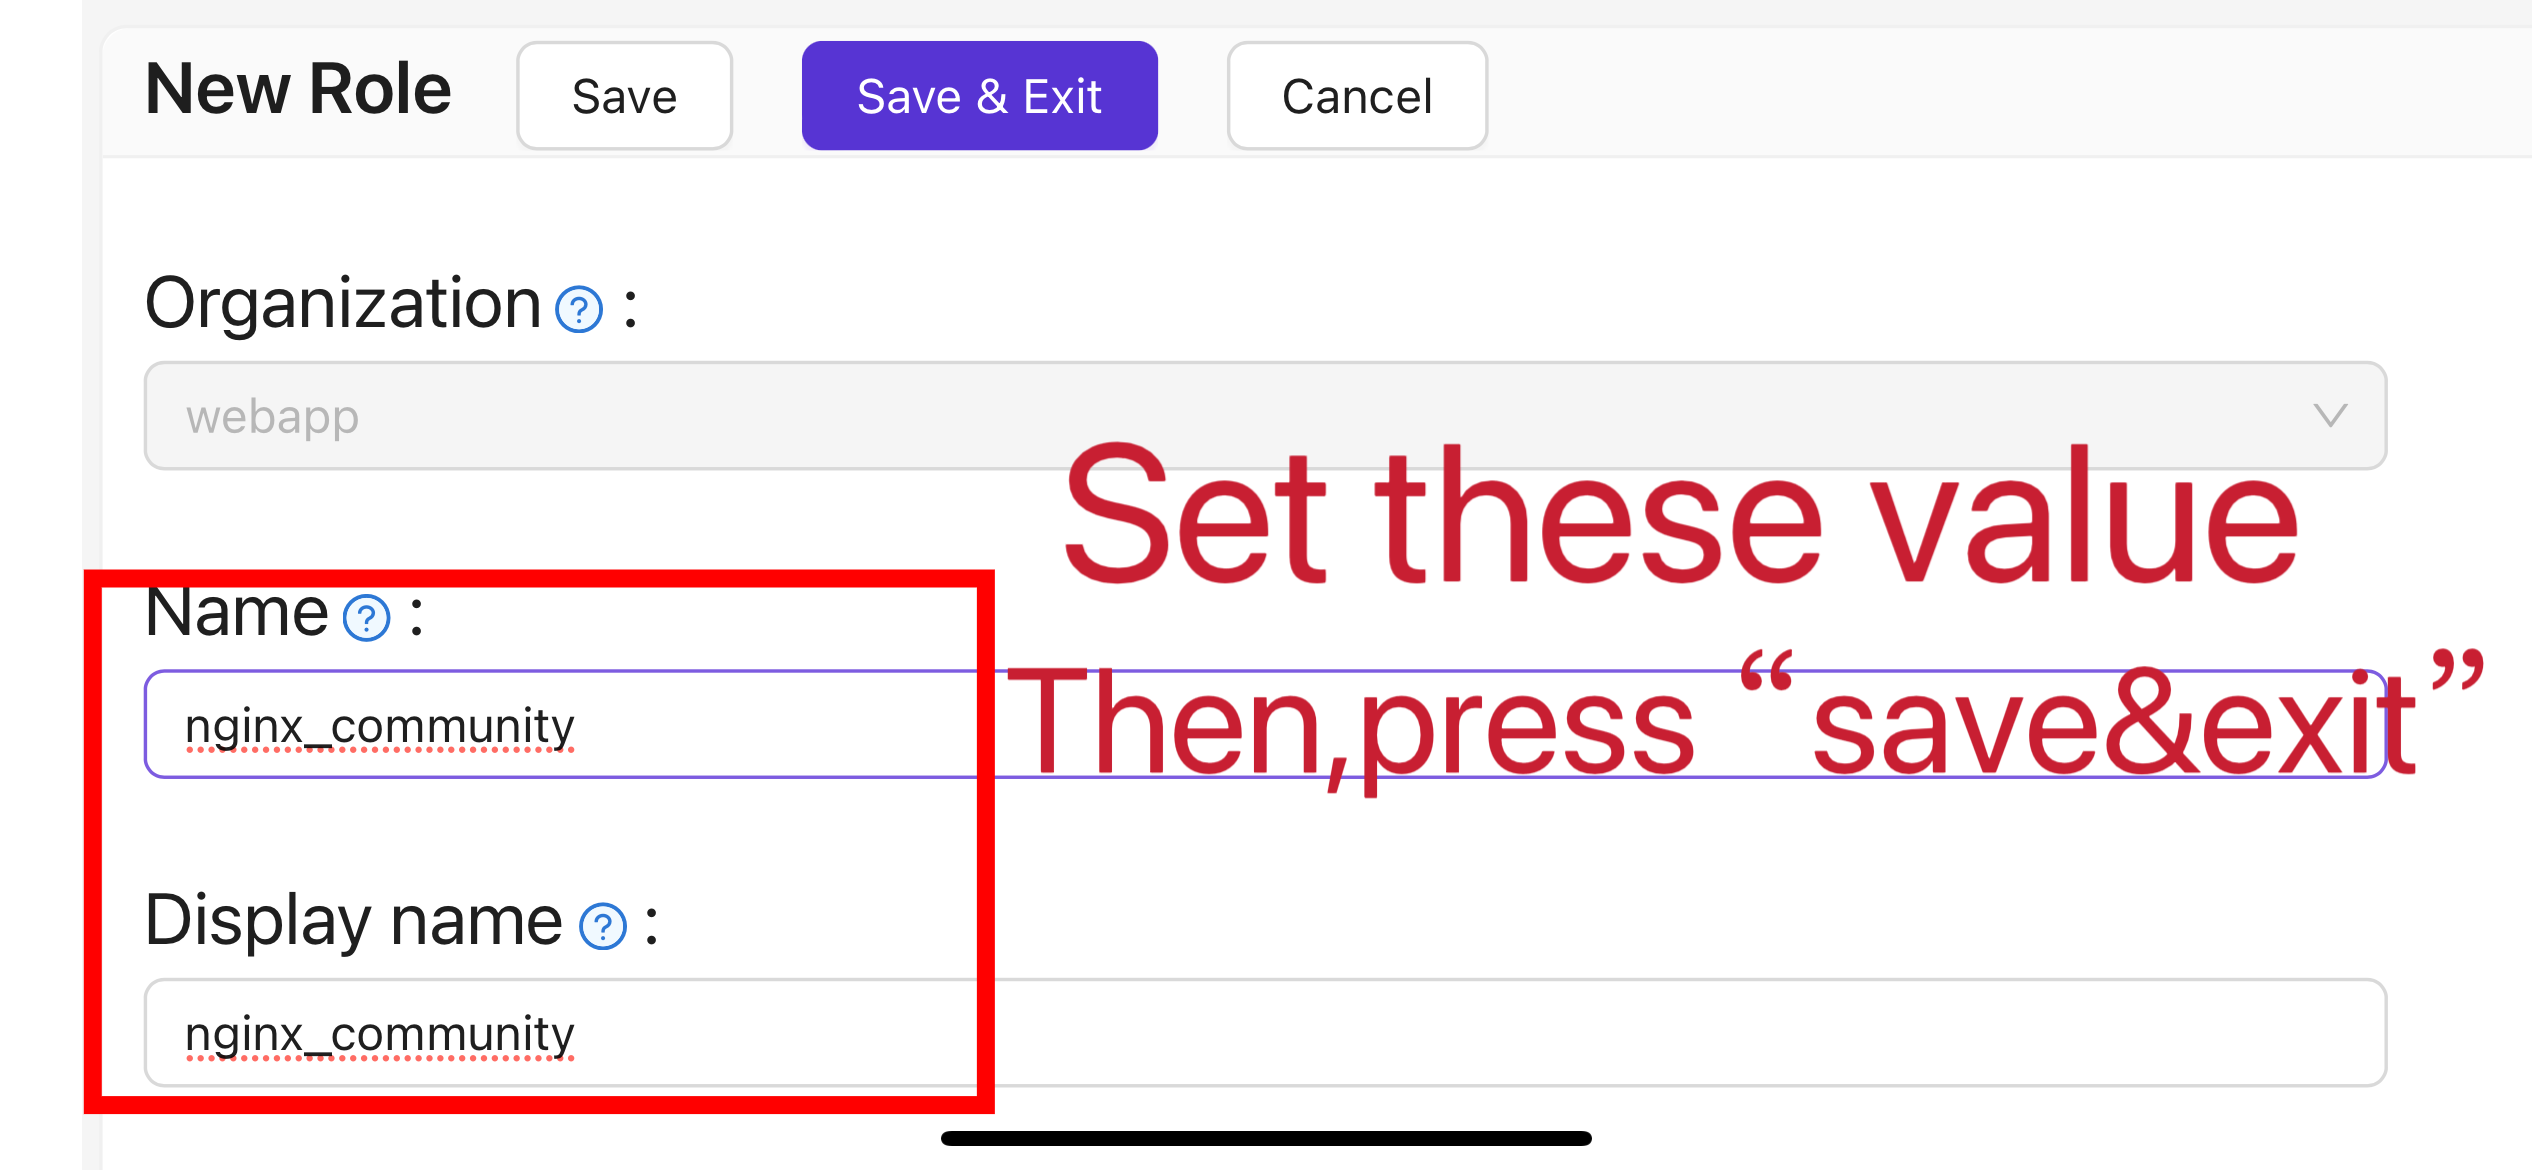 New Role Save Save & Exit Cancel
Organization ? :
webapp
Set these value
Name ? :
nginx_community
Then,press “save&exit”
Display name ? :
nginx_community